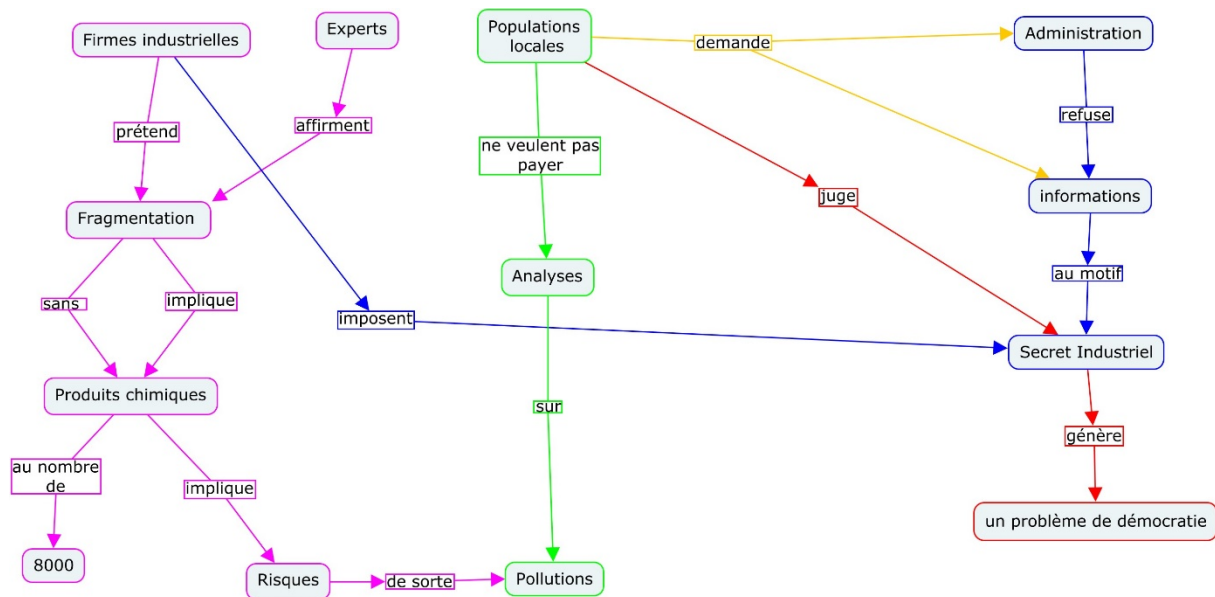 Firmes industrielles
Experts
Populations
locales
demande
Administration
prétend
affirment
ne veulent pas
payer
refuse
juge
informations
Fragmentation
Analyses
au motif
sans
implique
imposent
Secret Industriel
Produits chimiques
sur
génère
au nombre
de
implique
un problème de démocratie
8000
Risques
de sorte
Pollutions